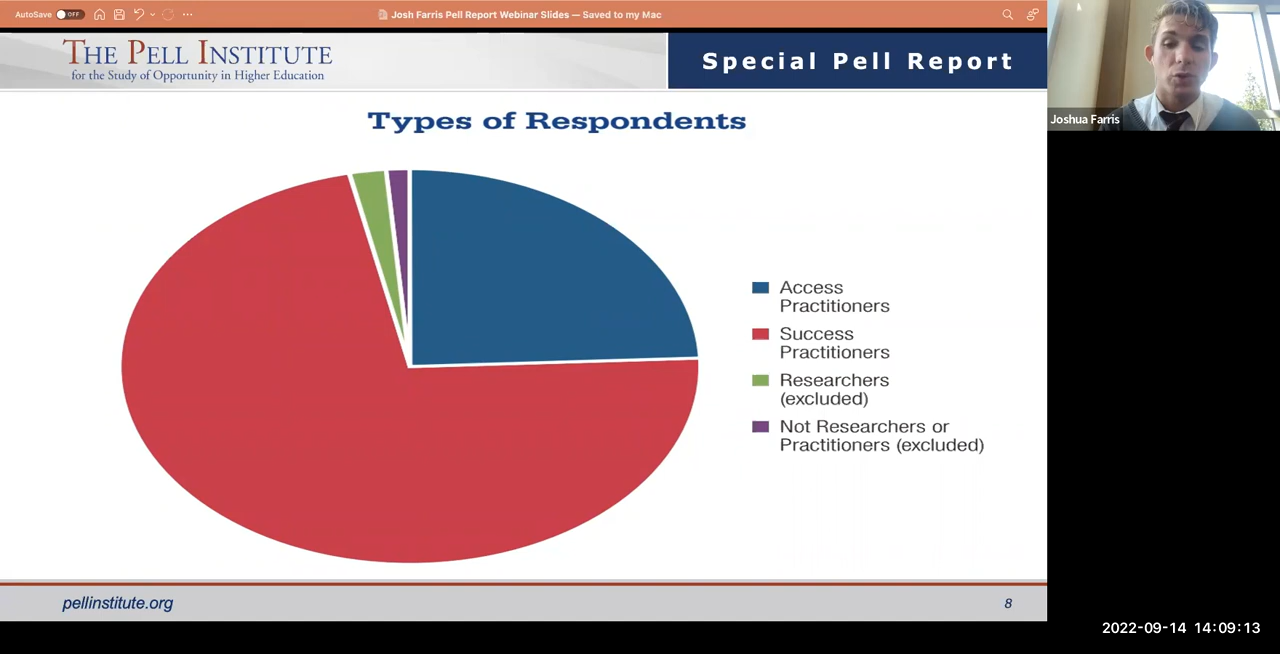 AutoSave OFF
Josh Farris Pell Report Webinar Slides — Saved to my Mac
THE PELL INSTITUTE
for the Study of Opportunity in Higher Education
Special Pell Report
Joshua Farris
Types of Respondents
Access
Practitioners
Success
Practitioners
Researchers
(excluded)
Not Researchers or
Practitioners (excluded)
pellinstitute.org
8
2022-09-14 14:09:13